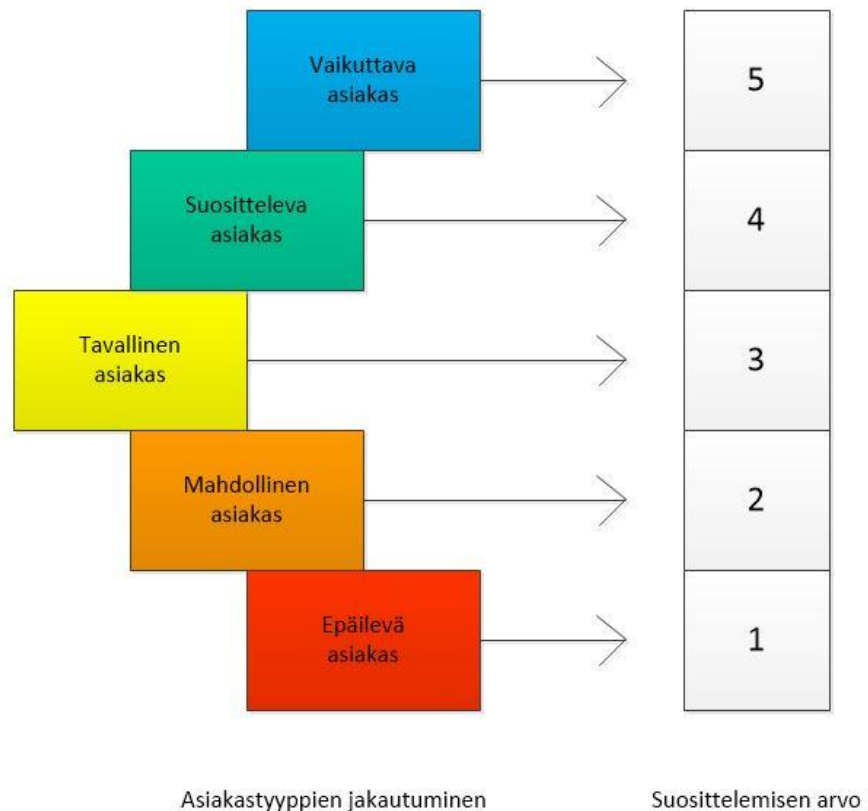 Vaikuttava
asiakas
5
Suositteleva
asiakas
4
Tavallinen
asiakas
3
Mahdollinen
asiakas
2
Epäilevä
asiakas
1
Asiakastyyppien jakautuminen
Suosittelemisen arvo